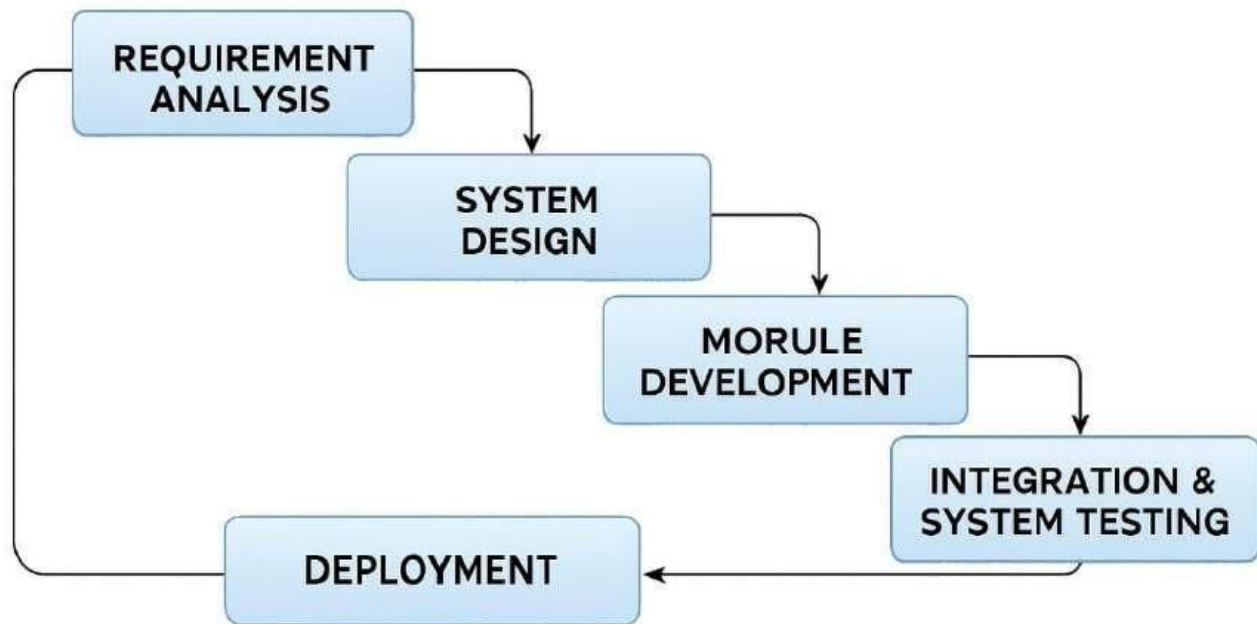 REQUIREMENT
ANALYSIS
SYSTEM
DESIGN
MORULE
DEVELOPMENT
INTEGRATION &
SYSTEM TESTING
DEPLOYMENT